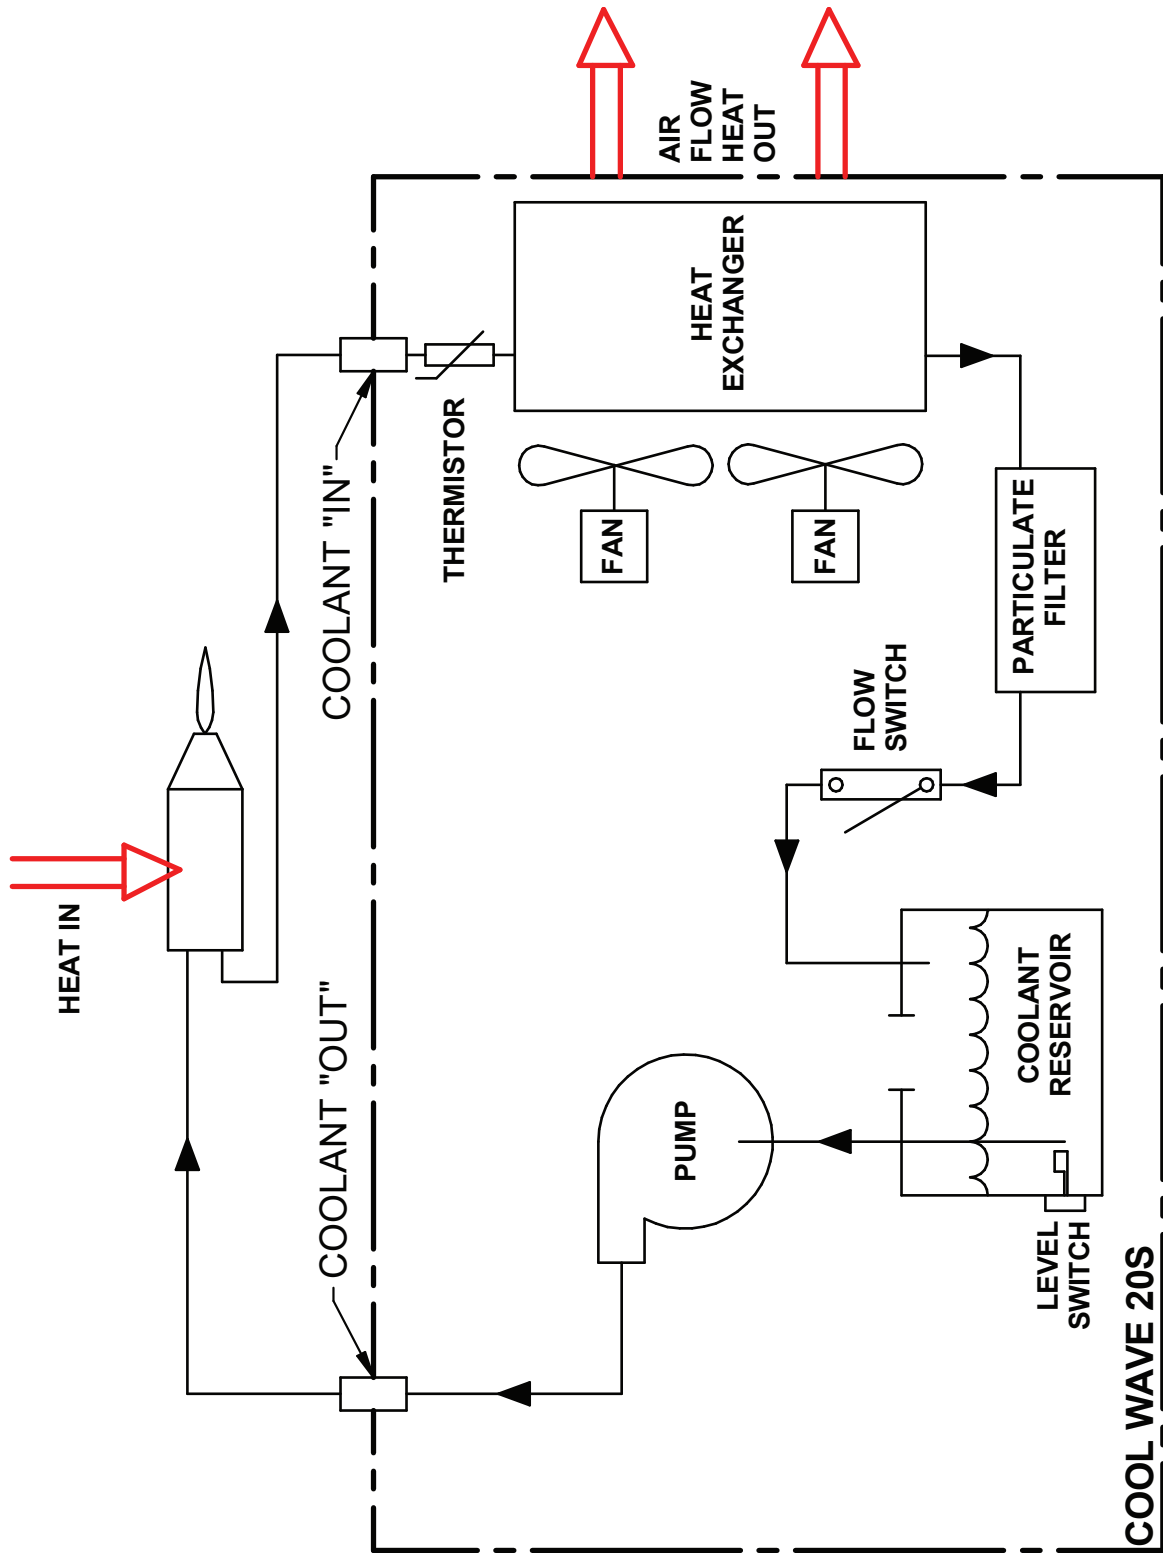 HEAT IN
COOLANT "OUT"
COOLANT "IN"
THERMISTOR
AIR
FLOW
HEAT
OUT
HEAT
EXCHANGER
FAN
FAN
PUMP
FLOW
SWITCH
PARTICULATE
FILTER
COOLANT
RESERVOIR
LEVEL
SWITCH
COOL WAVE 20S